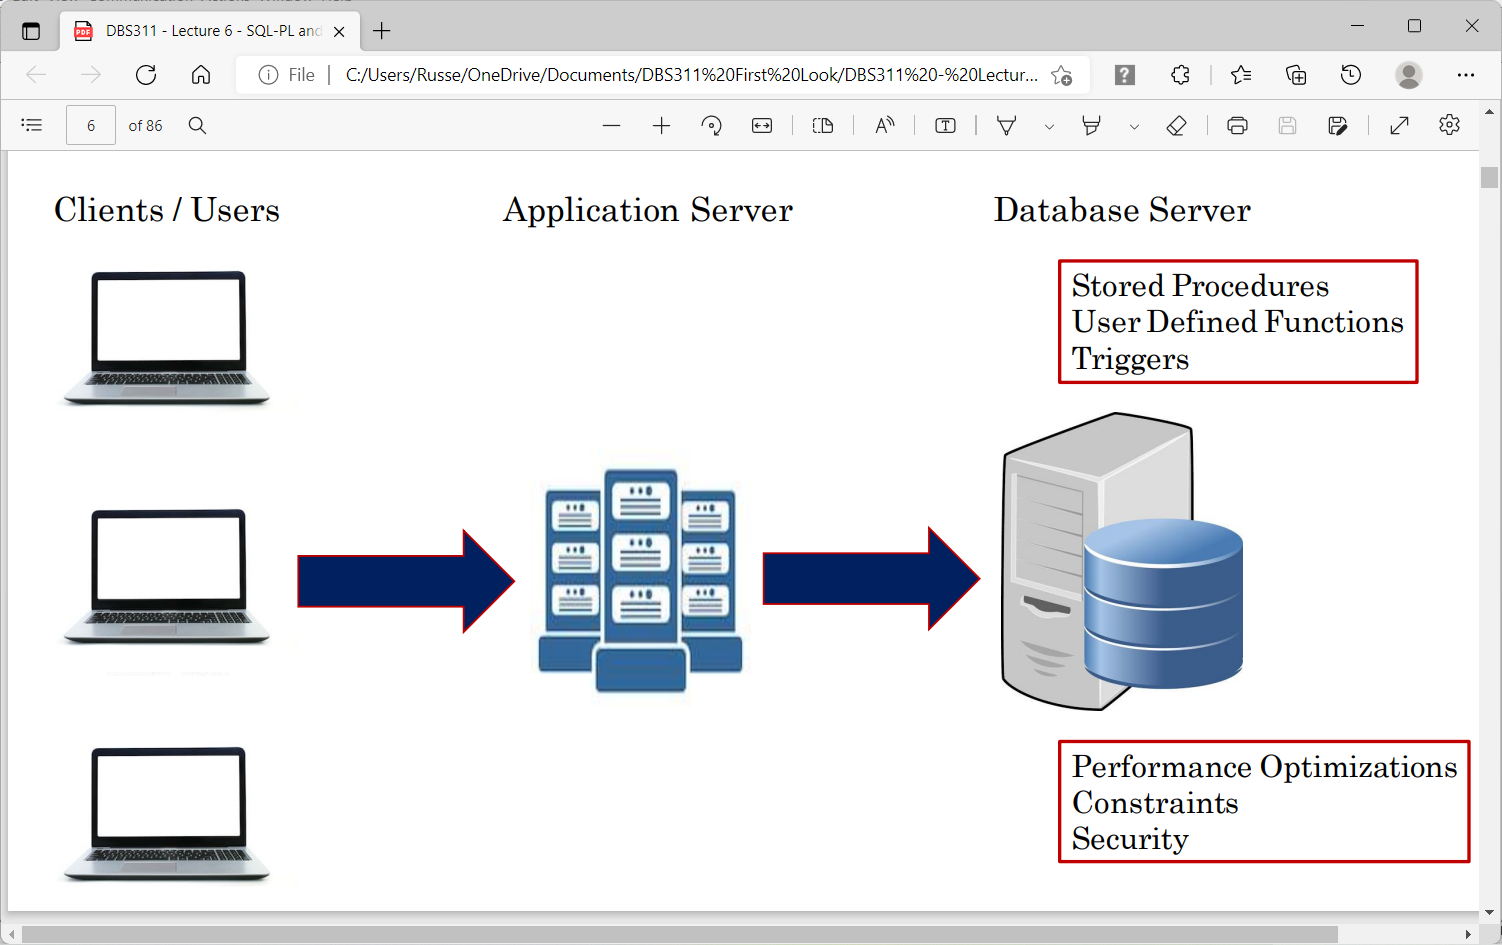 DBS311 - Lecture 6 - SQL-PL and
File
C:/Users/Russe/OneDrive/Documents/DBS311%20First%20Look/DBS311%20-%20Lectur...
6 of 86
Clients / Users
Application Server
Database Server
Stored Procedures
User Defined Functions
Triggers
Performance Optimizations
Constraints
Security